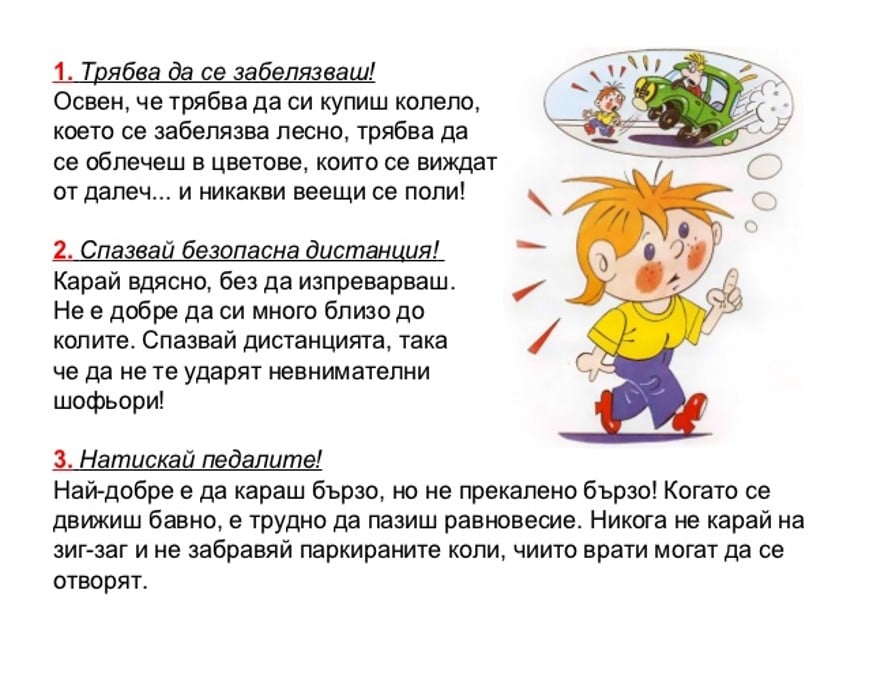 1. Трябва да се забелязваш!
Освен, че трябва да си купиш колело,
което се забелязва лесно, трябва да
се облечеш в цветове, които се виждат
от далеч... и никакви веещи се поли!
2. Спазвай безопасна дистанция!
Карай вдясно, без да изпреварваш.
Не е добре да си много близо до
колите. Спазвай дистанцията, така
че да не те ударят невнимателни
шофьори!
3. Натискай педалите!
Най-добре е да караш бързо, но не прекалено бързо! Когато се
движиш бавно, е трудно да пазиш равновесие. Никога не карай на
зиг-заг и не забравяй паркираните коли, чиито врати могат да се
отворят.